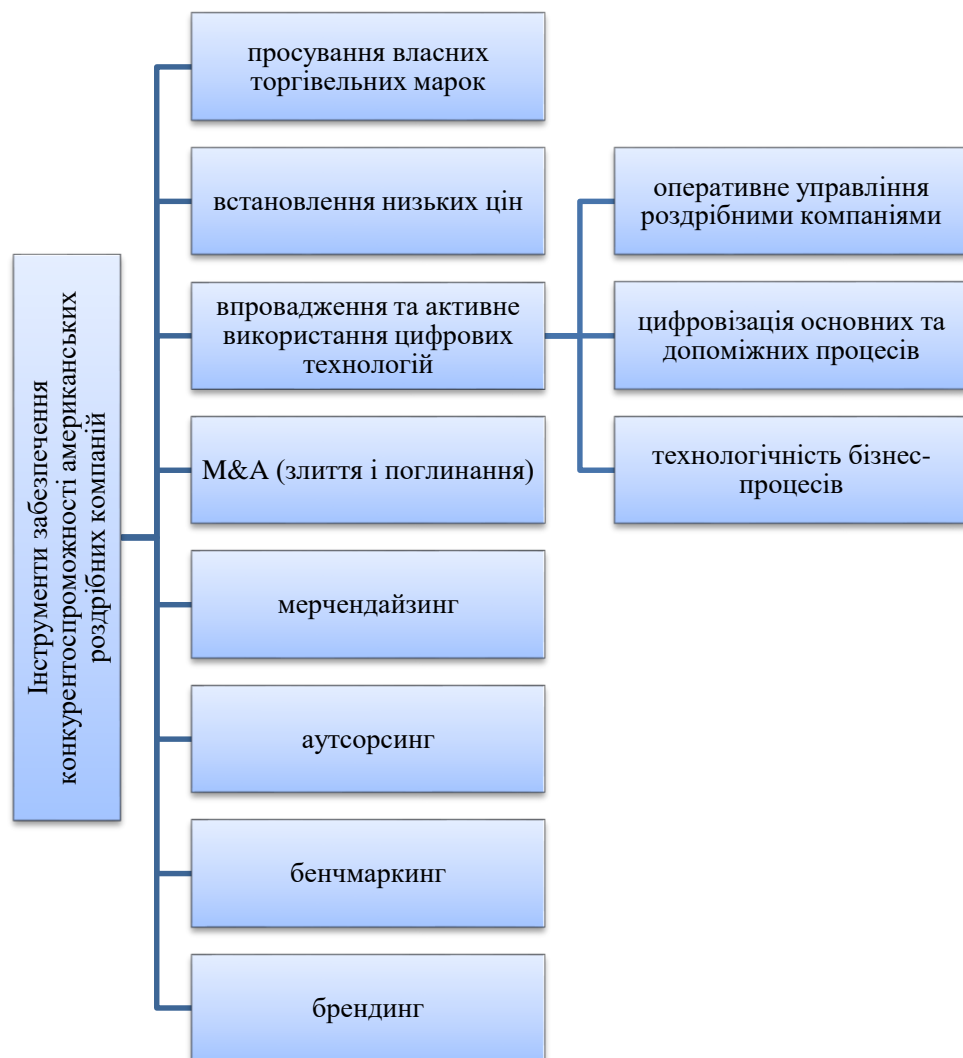 Інструменти забезпечення
конкурентоспроможності американських
роздрібних компаній
просування власних
торгівельних марок
встановлення низьких цін
впровадження та активне
використання цифрових
технологій
оперативне управління
роздрібними компаніями
цифровізація основних та
допоміжних процесів
технологічність бізнес-
процесів
M&A (злиття і поглинання)
мерчендайзинг
аутсорсинг
бенчмаркинг
брендинг